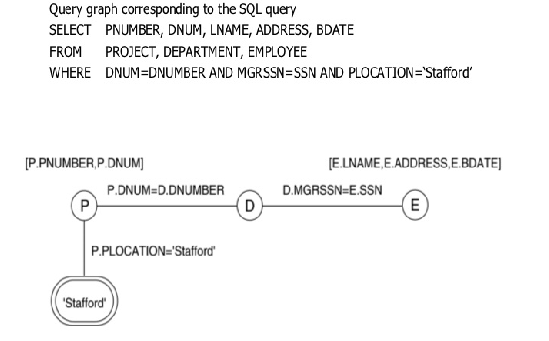 Query graph corresponding to the SQL query
SELECT PNUMBER, DNUM, LNAME, ADDRESS, BDATE
FROM PROJECT, DEPARTMENT, EMPLOYEE
WHERE DNUM=DNUMBER AND MGRSSN=SSN AND PLOCATION='Stafford'
[P.PNUMBER,P.DNUM] [E.LNAME,E.ADDRESS,E.BDATE]
P.DNUM=D.DNUMBER D.MGRSSN=E.SSN
P D E
P.PLOCATION='Stafford'
'Stafford'